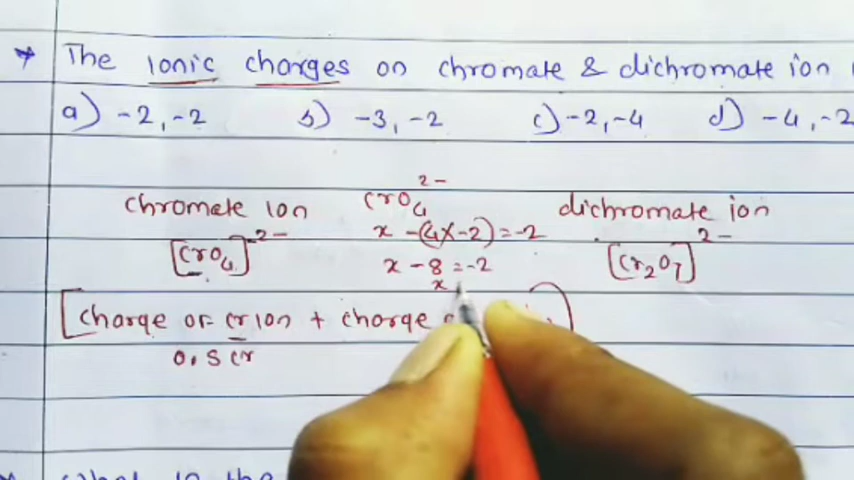 The Ionic charges on chromate & dichromate ion
a) -2,-2 b) -3,-2 c) -2,-4 d) -4,-2
chromate Ion CrO4 2- dichromate ion
x -(4x-2)=-2
[CrO4]2- x - 8 =-2 [Cr2O7]2-
x
[charge of cr Ion + charge
O.S Cr